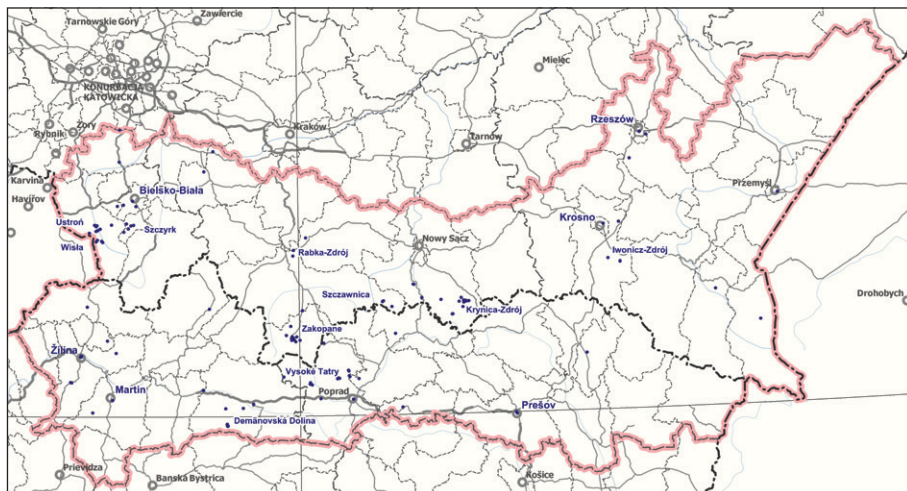 Tarnowskie Góry
Zawiercie
KONURBACJA
KATOWICKA
Mielec
Żory
Rybnik
Kraków
Tarnów
Rzeszów
Karvina
Havířov
Bielsko-Biała
Przemyśl
Ustroń
Szczyrk
Wisła
Krosno
Nowy Sącz
Rabka-Zdrój
Iwonicz-Zdrój
Szczawnica
Krynica-Zdrój
Drohobych
Zakopane
Žilina
Vysoké Tatry
Martin
Poprad
Prešov
Demänovská Dolina
Prievidza
Banska Bystrica
Košice